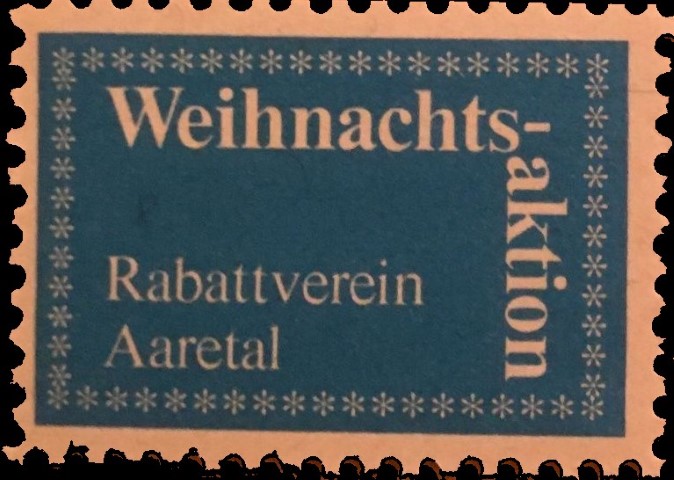 Weihnachts-
aktion
Rabattverein
Aaretal